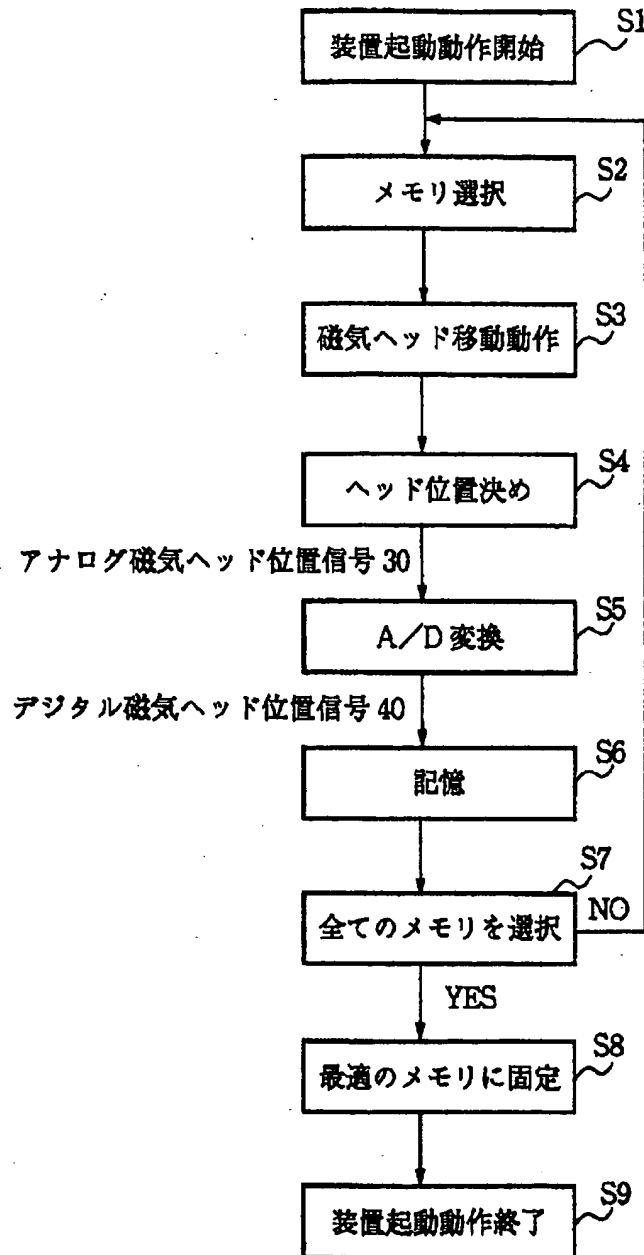 装置起動動作開始
S1
メモリ選択
S2
磁気ヘッド移動動作
S3
ヘッド位置決め
S4
アナログ磁気ヘッド位置信号 30
A/D 変換
S5
デジタル磁気ヘッド位置信号 40
記憶
S6
全てのメモリを選択
S7
NO
YES
最適のメモリに固定
S8
装置起動動作終了
S9